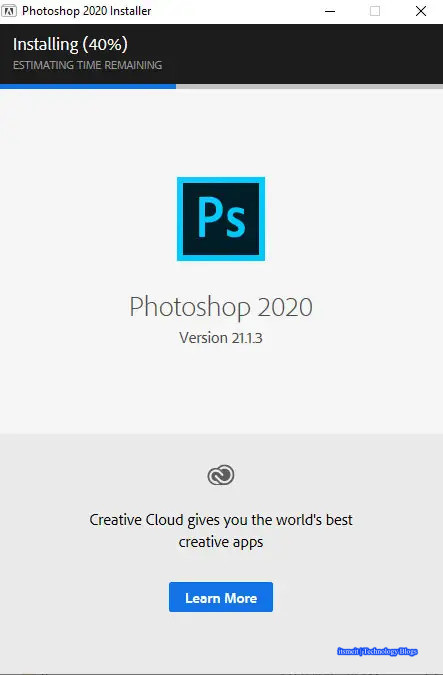 Photoshop 2020 Installer
Installing (40%)
ESTIMATING TIME REMAINING
Ps
Photoshop 2020
Version 21.1.3
Creative Cloud gives you the world's best
creative apps
Learn More
itsmeit | Technology Blogs